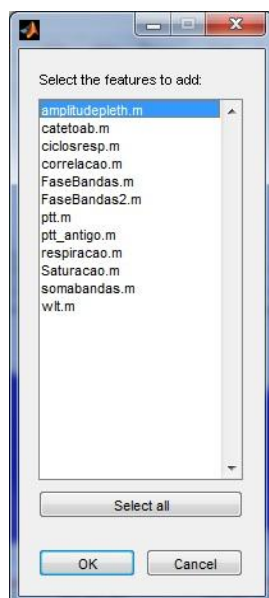 Select the features to add:
amplitudepleth.m
catetoab.m
ciclosresp.m
correlacao.m
FaseBandas.m
FaseBandas2.m
ptt.m
ptt_antigo.m
respiracao.m
Saturacao.m
somabandas.m
wlt.m
Select all
OK Cancel